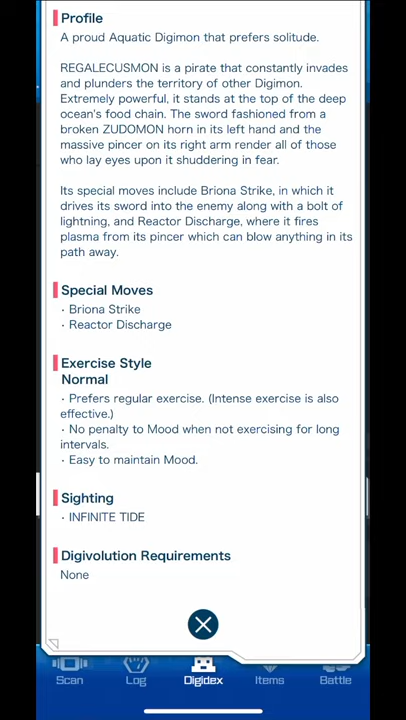 Profile
A proud Aquatic Digimon that prefers solitude.
REGALECUSMON is a pirate that constantly invades
and plunders the territory of other Digimon.
Extremely powerful, it stands at the top of the deep
ocean's food chain. The sword fashioned from a
broken ZUDOMON horn in its left hand and the
massive pincer on its right arm render all of those
who lay eyes upon it shuddering in fear.
Its special moves include Briona Strike, in which it
drives its sword into the enemy along with a bolt of
lightning, and Reactor Discharge, where it fires
plasma from its pincer which can blow anything in its
path away.
Special Moves
· Briona Strike
· Reactor Discharge
Exercise Style
Normal
· Prefers regular exercise. (Intense exercise is also
effective.)
· No penalty to Mood when not exercising for long
intervals.
· Easy to maintain Mood.
Sighting
· INFINITE TIDE
Digivolution Requirements
None
Scan Log Digidex Items Battle